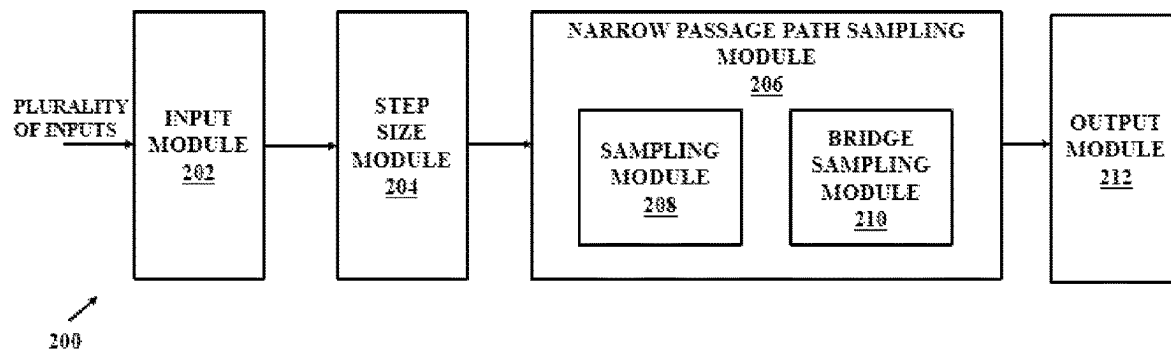 PLURALITY
OF INPUTS
INPUT
MODULE
202
STEP
SIZE
MODULE
204
NARROW PASSAGE PATH SAMPLING
MODULE
206
SAMPLING
MODULE
208
BRIDGE
SAMPLING
MODULE
210
OUTPUT
MODULE
212
200